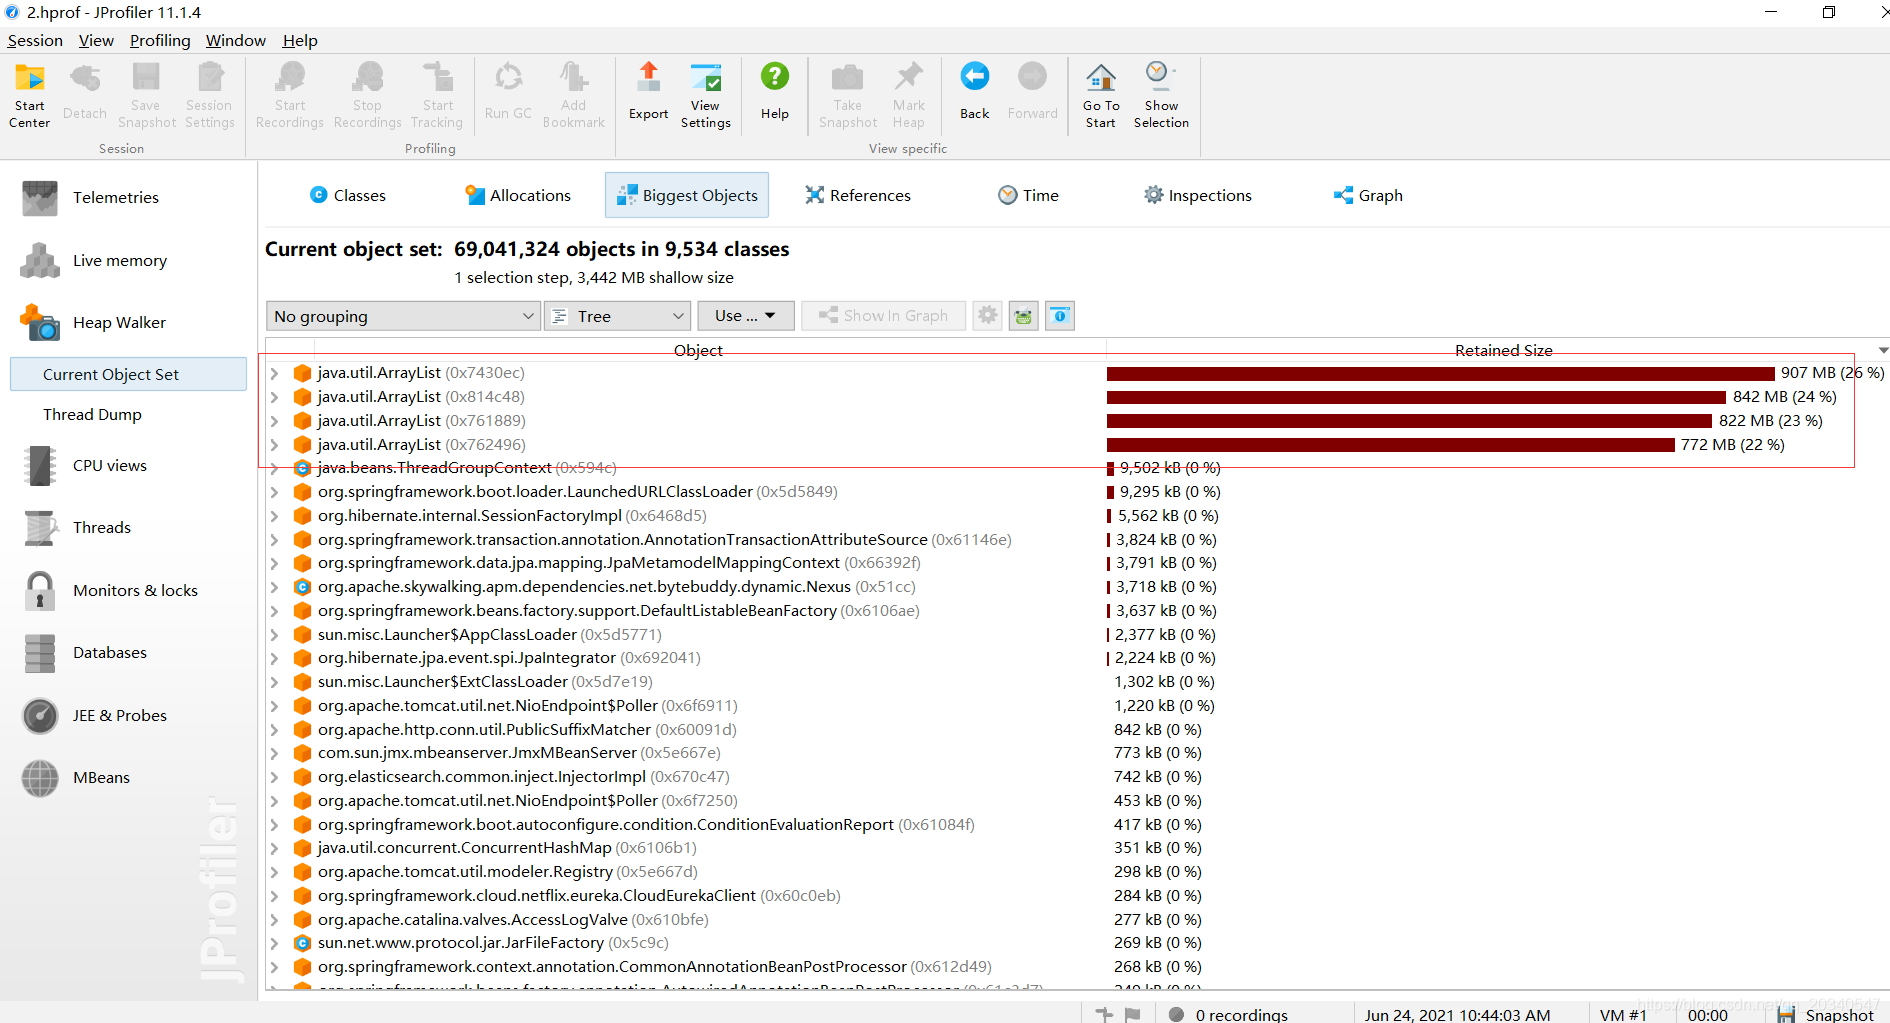 2.hprof - JProfiler 11.1.4
Session View Profiling Window Help
Start Center
Detach
Save Snapshot
Session Settings
Start Recordings
Stop Recordings
Start Tracking
Run GC
Add Bookmark
Export
View Settings
Help
Take Snapshot
Mark Heap
Back
Forward
Go To Start
Show Selection
Session
Profiling
View specific
Telemetries
Live memory
Heap Walker
Current Object Set
Thread Dump
CPU views
Threads
Monitors & locks
Databases
JEE & Probes
MBeans
JProfiler
Classes Allocations Biggest Objects References Time Inspections Graph
Current object set: 69,041,324 objects in 9,534 classes
1 selection step, 3,442 MB shallow size
No grouping Tree Use ... Show In Graph
Object Retained Size
java.util.ArrayList (0x7430ec) 907 MB (26 %)
java.util.ArrayList (0x814c48) 842 MB (24 %)
java.util.ArrayList (0x761889) 822 MB (23 %)
java.util.ArrayList (0x762496) 772 MB (22 %)
java.beans.ThreadGroupContext (0x594c) 9,502 kB (0 %)
org.springframework.boot.loader.LaunchedURLClassLoader (0x5d5849) 9,295 kB (0 %)
org.hibernate.internal.SessionFactoryImpl (0x6468d5) 5,562 kB (0 %)
org.springframework.transaction.annotation.AnnotationTransactionAttributeSource (0x61146e) 3,824 kB (0 %)
org.springframework.data.jpa.mapping.JpaMetamodelMappingContext (0x66392f) 3,791 kB (0 %)
org.apache.skywalking.apm.dependencies.net.bytebuddy.dynamic.Nexus (0x51cc) 3,718 kB (0 %)
org.springframework.beans.factory.support.DefaultListableBeanFactory (0x6106ae) 3,637 kB (0 %)
sun.misc.Launcher$AppClassLoader (0x5d5771) 2,377 kB (0 %)
org.hibernate.jpa.event.spi.JpaIntegrator (0x692041) 2,224 kB (0 %)
sun.misc.Launcher$ExtClassLoader (0x5d7e19) 1,302 kB (0 %)
org.apache.tomcat.util.net.NioEndpoint$Poller (0x6f6911) 1,220 kB (0 %)
org.apache.http.conn.util.PublicSuffixMatcher (0x60091d) 842 kB (0 %)
com.sun.jmx.mbeanserver.JmxMBeanServer (0x5e667e) 773 kB (0 %)
org.elasticsearch.common.inject.InjectorImpl (0x670c47) 742 kB (0 %)
org.apache.tomcat.util.net.NioEndpoint$Poller (0x6f7250) 453 kB (0 %)
org.springframework.boot.autoconfigure.condition.ConditionEvaluationReport (0x61084f) 417 kB (0 %)
java.util.concurrent.ConcurrentHashMap (0x6106b1) 351 kB (0 %)
org.apache.tomcat.util.modeler.Registry (0x5e667d) 298 kB (0 %)
org.springframework.cloud.netflix.eureka.CloudEurekaClient (0x60c0eb) 284 kB (0 %)
org.apache.catalina.valves.AccessLogValve (0x610bfe) 277 kB (0 %)
sun.net.www.protocol.jar.JarFileFactory (0x5c9c) 269 kB (0 %)
org.springframework.context.annotation.CommonAnnotationBeanPostProcessor (0x612d49) 268 kB (0 %)
https://blog.csdn.net/qq_20340547
0 recordings Jun 24, 2021 10:44:03 AM VM #1 00:00 Snapshot